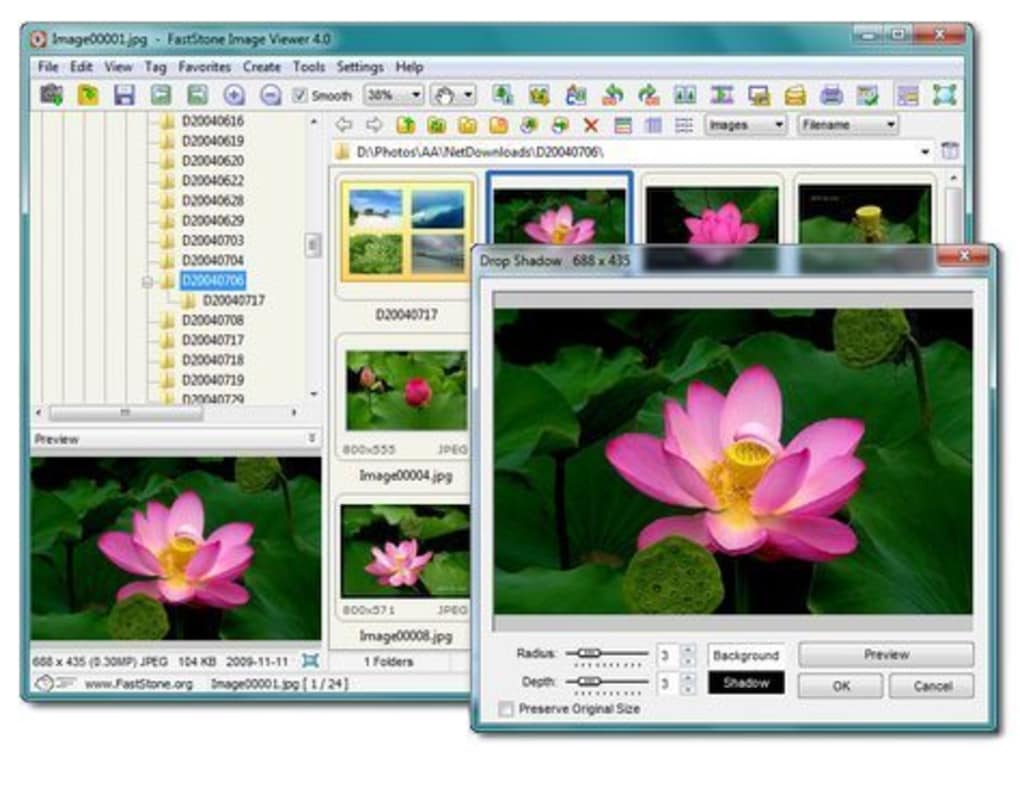 Image00001.jpg - FastStone Image Viewer 4.0
File Edit View Tag Favorites Create Tools Settings Help
Smooth 38%
Images Filename
D:\Photos\AA\NetDownloads\D20040706\
D20040616
D20040619
D20040620
D20040622
D20040628
D20040629
D20040703
D20040704
D20040706
D20040717
D20040708
D20040717
D20040718
D20040719
D20040729
Preview
688 x 435 (0.30MP) JPEG 104 KB 2009-11-11
www.FastStone.org Image00001.jpg [ 1 / 24 ]
D20040717
800x555 JPEG
Image00004.jpg
800x571 JPEG
Image00008.jpg
1 Folders
Drop Shadow 688 x 435
Radius: 3 Background Preview
Depth: 3 Shadow OK Cancel
Preserve Original Size